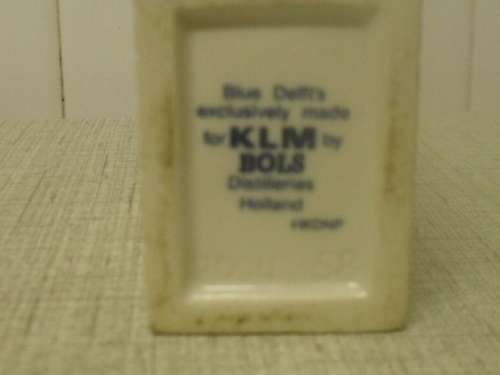 Blue Delft's
exclusively made
for KLM by
BOLS
Distilleries
Holland